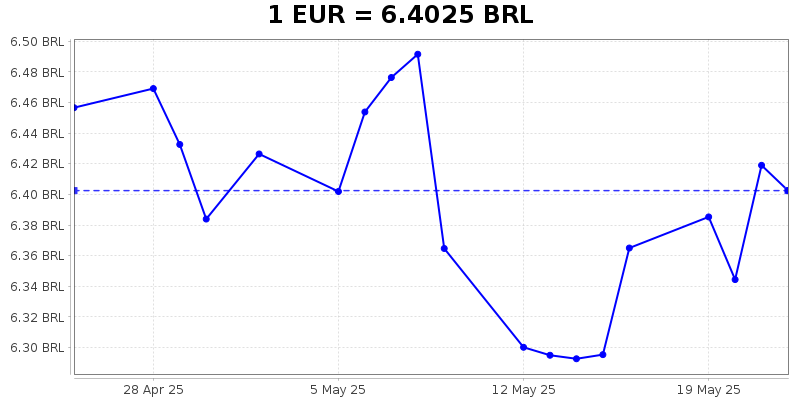 1 EUR = 6.4025 BRL
6.50 BRL
6.48 BRL
6.46 BRL
6.44 BRL
6.42 BRL
6.40 BRL
6.38 BRL
6.36 BRL
6.34 BRL
6.32 BRL
6.30 BRL
28 Apr 25
5 May 25
12 May 25
19 May 25